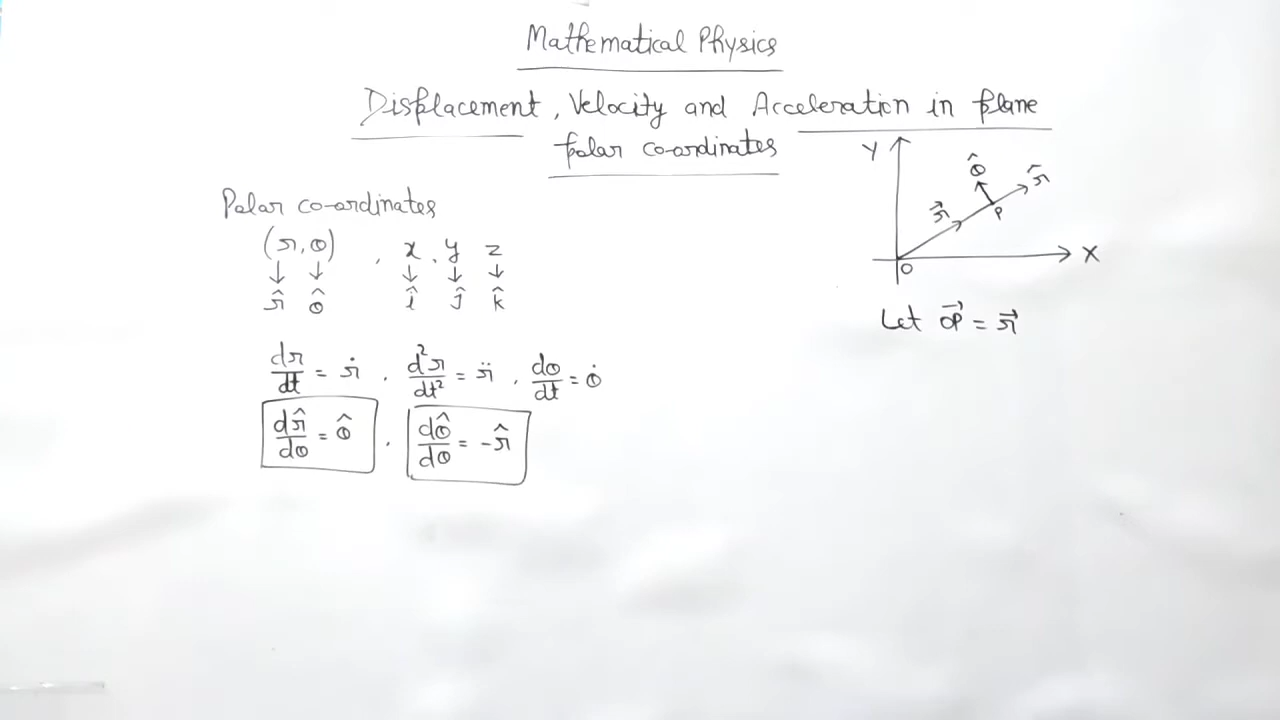 Mathematical Physics
Displacement, Velocity and Acceleration in plane
polar co-ordinates
Polar co-ordinates
(r, θ) , x, y z
↓ ↓ ↓ ↓ ↓
r̂ θ̂ î ĵ k̂
dr/dt = ṙ , d²r/dt² = r̈ , dθ/dt = θ̇
dr̂/dθ = θ̂ , dθ̂/dθ = -r̂
Y
θ̂
r̂
r⃗
P
O
X
Let O⃗P = r⃗